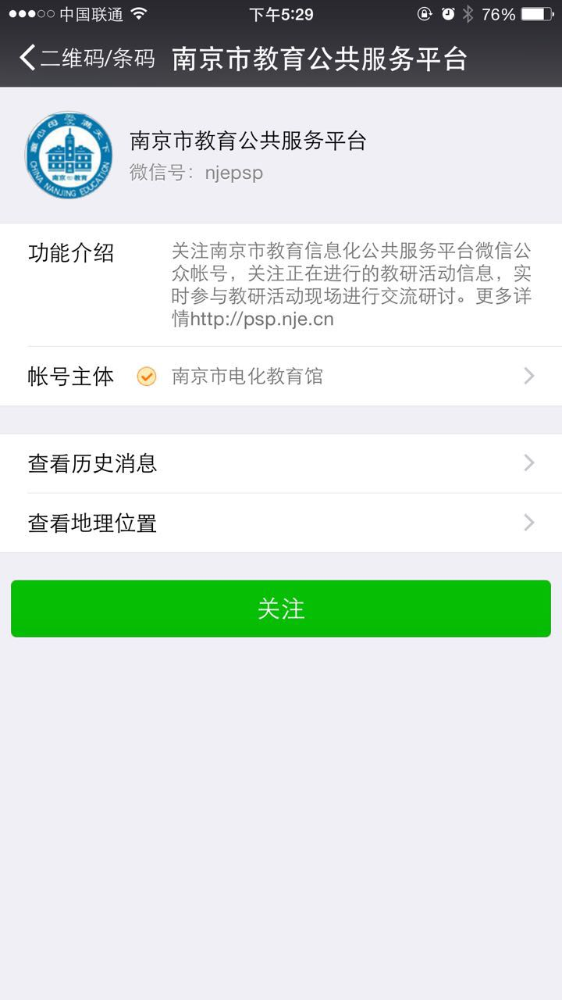 中国联通 下午5:29 76%
二维码/条码 南京市教育公共服务平台
童心母爱满天下
南京 教育
CHINA NANJING EDUCATION
南京市教育公共服务平台
微信号：njepsp
功能介绍 关注南京市教育信息化公共服务平台微信公
众帐号，关注正在进行的教研活动信息，实
时参与教研活动现场进行交流研讨。更多详
情http://psp.nje.cn
帐号主体 南京市电化教育馆
查看历史消息
查看地理位置
关注